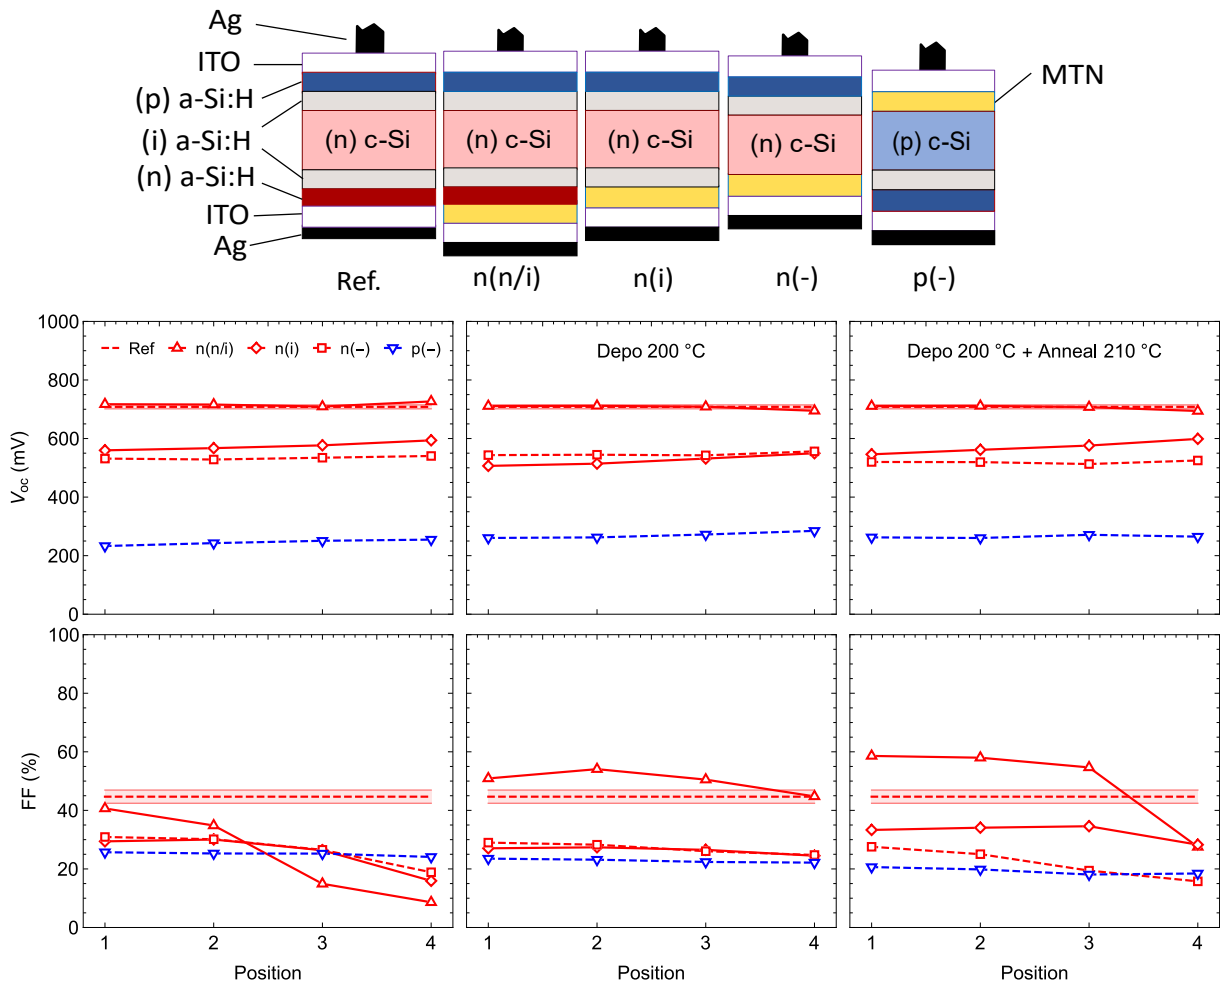 Ag
ITO
(p) a-Si:H
(i) a-Si:H
(n) a-Si:H
ITO
Ag
(n) c-Si
(n) c-Si
(n) c-Si
(n) c-Si
(p) c-Si
MTN
Ref.
n(n/i)
n(i)
n(-)
p(-)
1000
800
600
400
200
0
Voc (mV)
Ref
n(n/i)
n(i)
n(−)
p(−)
Depo 200 °C
Depo 200 °C + Anneal 210 °C
100
80
60
40
20
0
FF (%)
1 2 3 4
1 2 3 4
1 2 3 4
Position
Position
Position